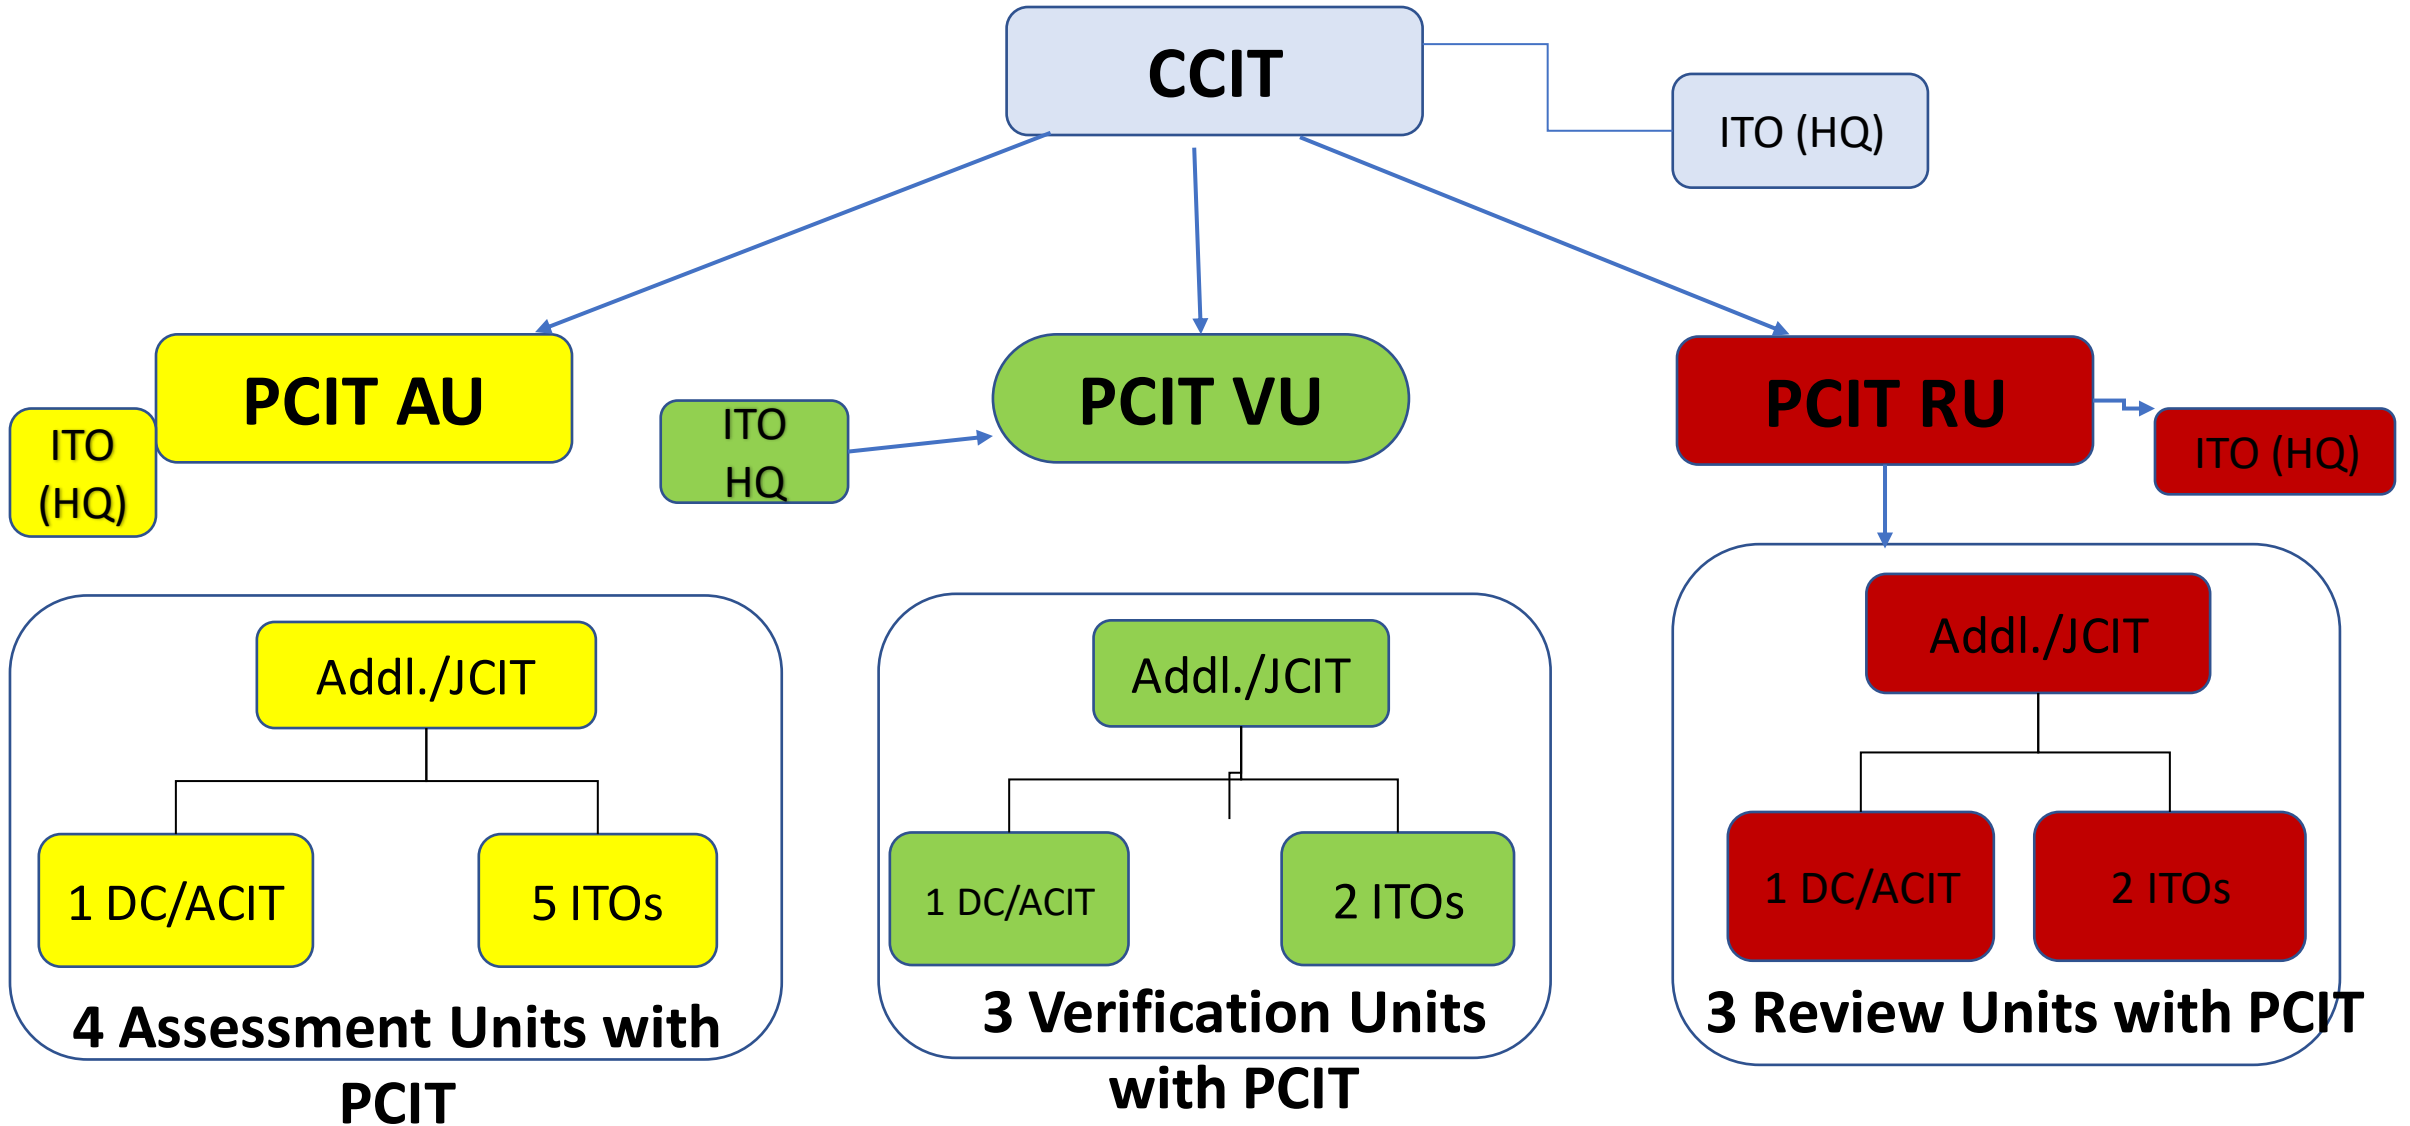 CCIT
ITO (HQ)
PCIT AU
ITO
(HQ)
PCIT VU
ITO
HQ
PCIT RU
ITO (HQ)
Addl./JCIT
1 DC/ACIT
5 ITOs
4 Assessment Units with
PCIT
Addl./JCIT
1 DC/ACIT
2 ITOs
3 Verification Units
with PCIT
Addl./JCIT
1 DC/ACIT
2 ITOs
3 Review Units with PCIT